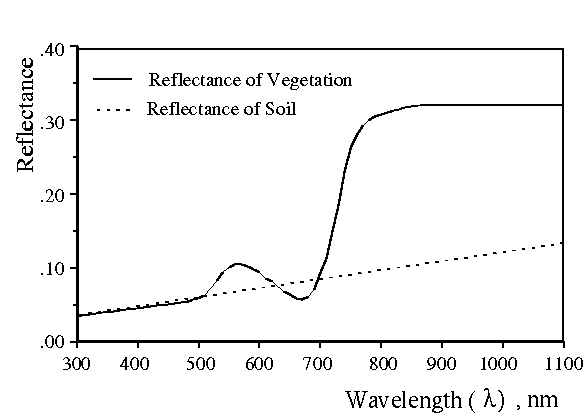 .40
.30
.20
.10
.00
Reflectance
Reflectance of Vegetation
Reflectance of Soil
300 400 500 600 700 800 900 1000 1100
Wavelength ( λ) , nm